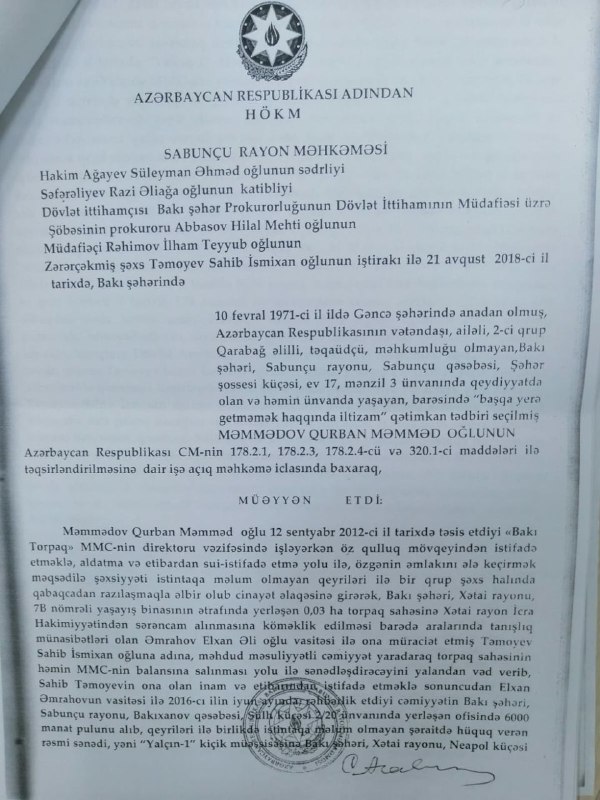 AZƏRBAYCAN RESPUBLİKASI ADINDAN
HÖKM
SABUNÇU RAYON MƏHKƏMƏSİ
Hakim Ağayev Süleyman Əhməd oğlunun sədrliyi
Səfərəliyev Razi Əliağa oğlunun katibliyi
Dövlət ittihamçısı Bakı şəhər Prokurorluğunun Dövlət İttihamının Müdafiəsi üzrə
Şöbəsinin prokuroru Abbasov Hilal Mehti oğlunun
Müdafiəçi Rəhimov İlham Teyyub oğlunun
Zərərçəkmiş şəxs Təmoyev Sahib İsmixan oğlunun iştirakı ilə 21 avqust 2018-ci il
tarixdə, Bakı şəhərində
10 fevral 1971-ci il ildə Gəncə şəhərində anadan olmuş,
Azərbaycan Respublikasının vətəndaşı, ailəli, 2-ci qrup
Qarabağ əlilli, təqaüdçü, məhkumluğu olmayan,Bakı
şəhəri, Sabunçu rayonu, Sabunçu qəsəbəsi, Şəhər
şossesi küçəsi, ev 17, mənzil 3 ünvanında qeydiyyatda
olan və həmin ünvanda yaşayan, barəsində "başqa yerə
getməmək haqqında iltizam" qətimkan tədbiri seçilmiş
MƏMMƏDOV QURBAN MƏMMƏD OĞLUNUN
Azərbaycan Respublikası CM-nin 178.2.1, 178.2.3, 178.2.4-cü və 320.1-ci maddələri ilə
təqsirləndirilməsinə dair işə açıq məhkəmə iclasında baxaraq,
MÜƏYYƏN ETDİ:
Məmmədov Qurban Məmməd oğlu 12 sentyabr 2012-ci il tarixdə təsis etdiyi «Bakı
Torpaq» MMC-nin direktoru vəzifəsində işləyərkən öz qulluq mövqeyindən istifadə
etməklə, aldatma və etibardan sui-istifadə etmə yolu ilə, özgənin əmlakını ələ keçirmək
məqsədilə şəxsiyyəti istintaqa məlum olmayan qeyriləri ilə bir qrup şəxs halında
qabaqcadan razılaşmaqla əlbir olub cinayət əlaqəsinə girərək, Bakı şəhəri, Xətai rayonu,
7B nömrəli yaşayış binasının ətrafında yerləşən 0,03 ha torpaq sahəsinə Xətai rayon İcra
Hakimiyyətindən sərəncam alınmasına köməklik edilməsi barədə aralarında tanışlıq
münasibətləri olan Əmrahov Elxan Əli oğlu vasitəsi ilə ona müraciət etmiş Təmoyev
Sahib İsmixan oğluna adına, məhdud məsuliyyətli cəmiyyət yaradaraq torpaq sahəsinin
həmin MMC-nin balansına salınması yolu ilə sənədləşdirəcəyini yalandan vəd verib,
Sahib Təmoyevin ona olan inam və etibarından istifadə etməklə sonuncudan Elxan
Əmrahovun vasitəsi ilə 2016-cı ilin iyun ayında, rəhbərlik etdiyi cəmiyyətin Bakı şəhəri,
Sabunçu rayonu, Bakıxanov qəsəbəsi, Sülh küçəsi 2/20 ünvanında yerləşən ofisində 6000
manat pulunu alıb, qeyriləri ilə birlikdə istintaqa məlum olmayan şəraitdə hüquq verən
rəsmi sənədi, yəni "Yalçın-1" kiçik müəssisəsinə Bakı şəhəri, Xətai rayonu, Neapol küçəsi